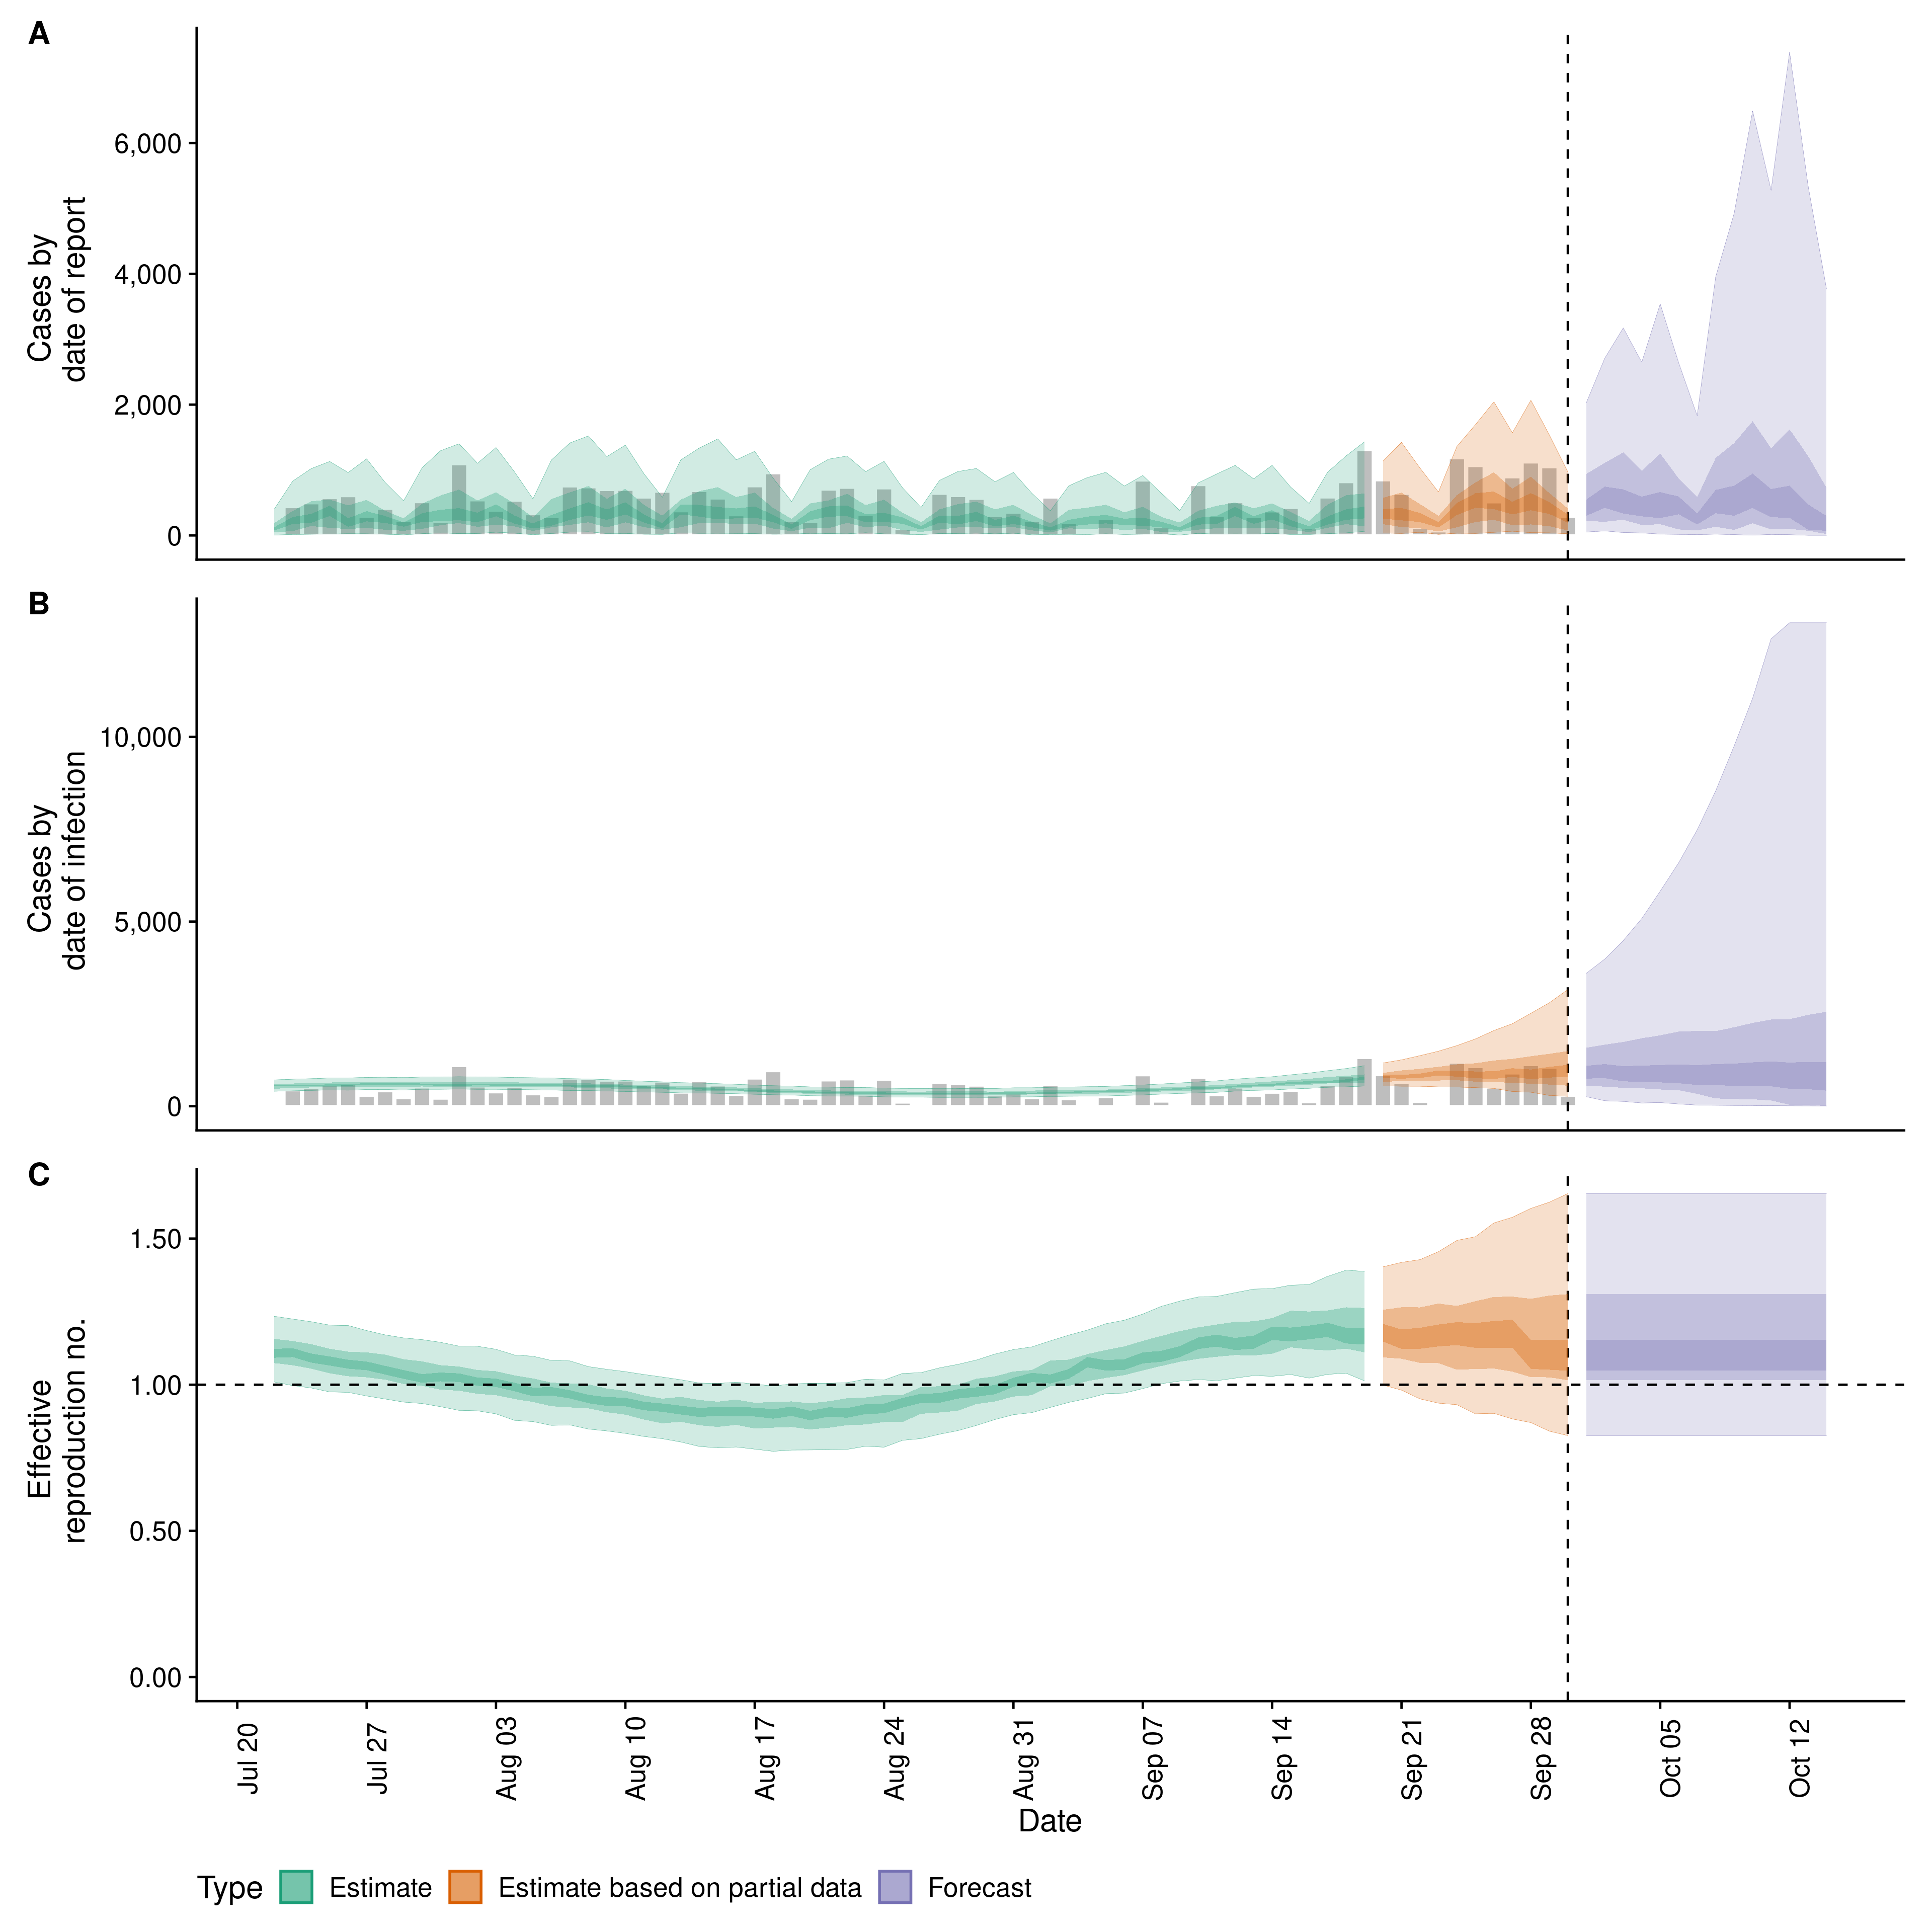 A
Cases by
date of report
6,000
4,000
2,000
0
B
Cases by
date of infection
10,000
5,000
0
C
Effective
reproduction no.
1.50
1.00
0.50
0.00
Jul 20
Jul 27
Aug 03
Aug 10
Aug 17
Aug 24
Aug 31
Sep 07
Sep 14
Sep 21
Sep 28
Oct 05
Oct 12
Date
Type Estimate Estimate based on partial data Forecast